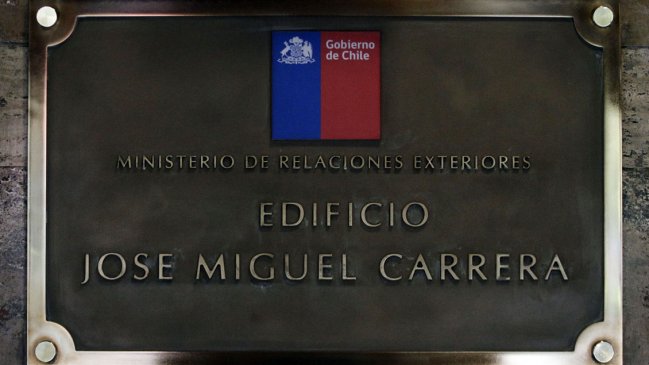 Gobierno
de Chile
MINISTERIO DE RELACIONES EXTERIORES
EDIFICIO
JOSE MIGUEL CARRERA